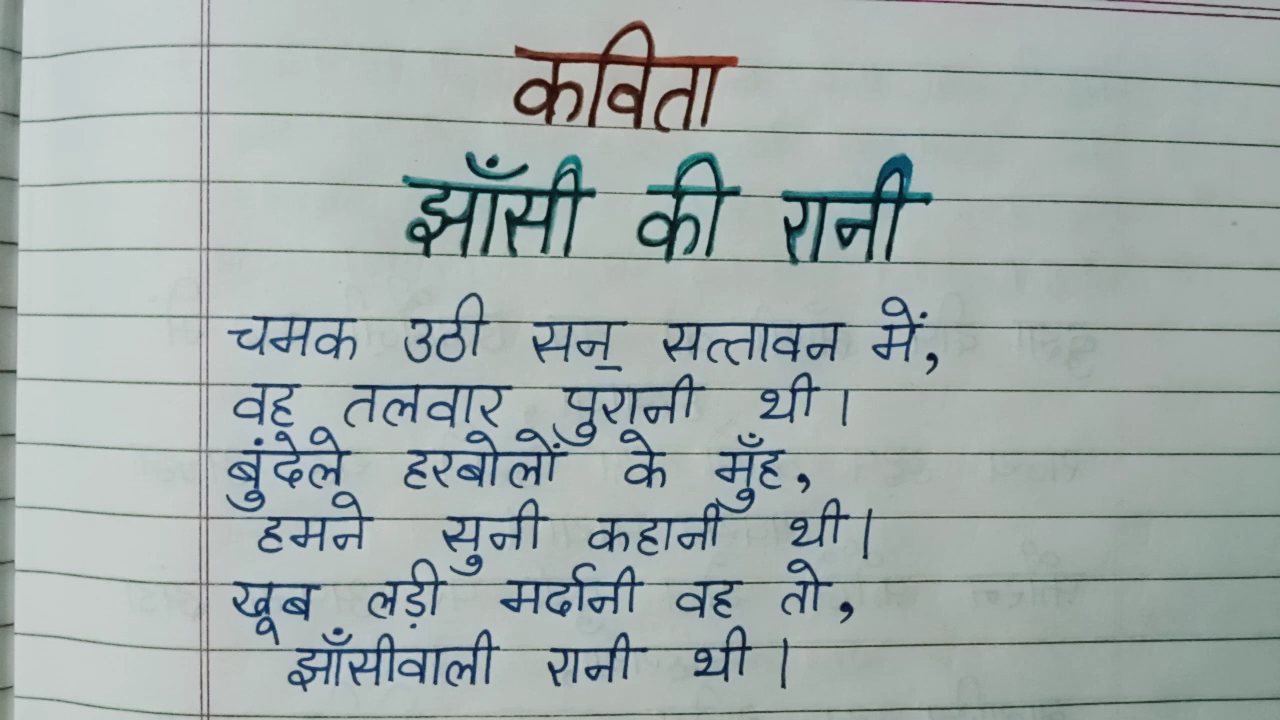 कविता
झाँसी की रानी
चमक उठी सन् सत्तावन में,
वह तलवार पुरानी थी।
बुंदेले हरबोलों के मुँह,
हमने सुनी कहानी थी।
खूब लड़ी मर्दानी वह तो,
झाँसीवाली रानी थी।